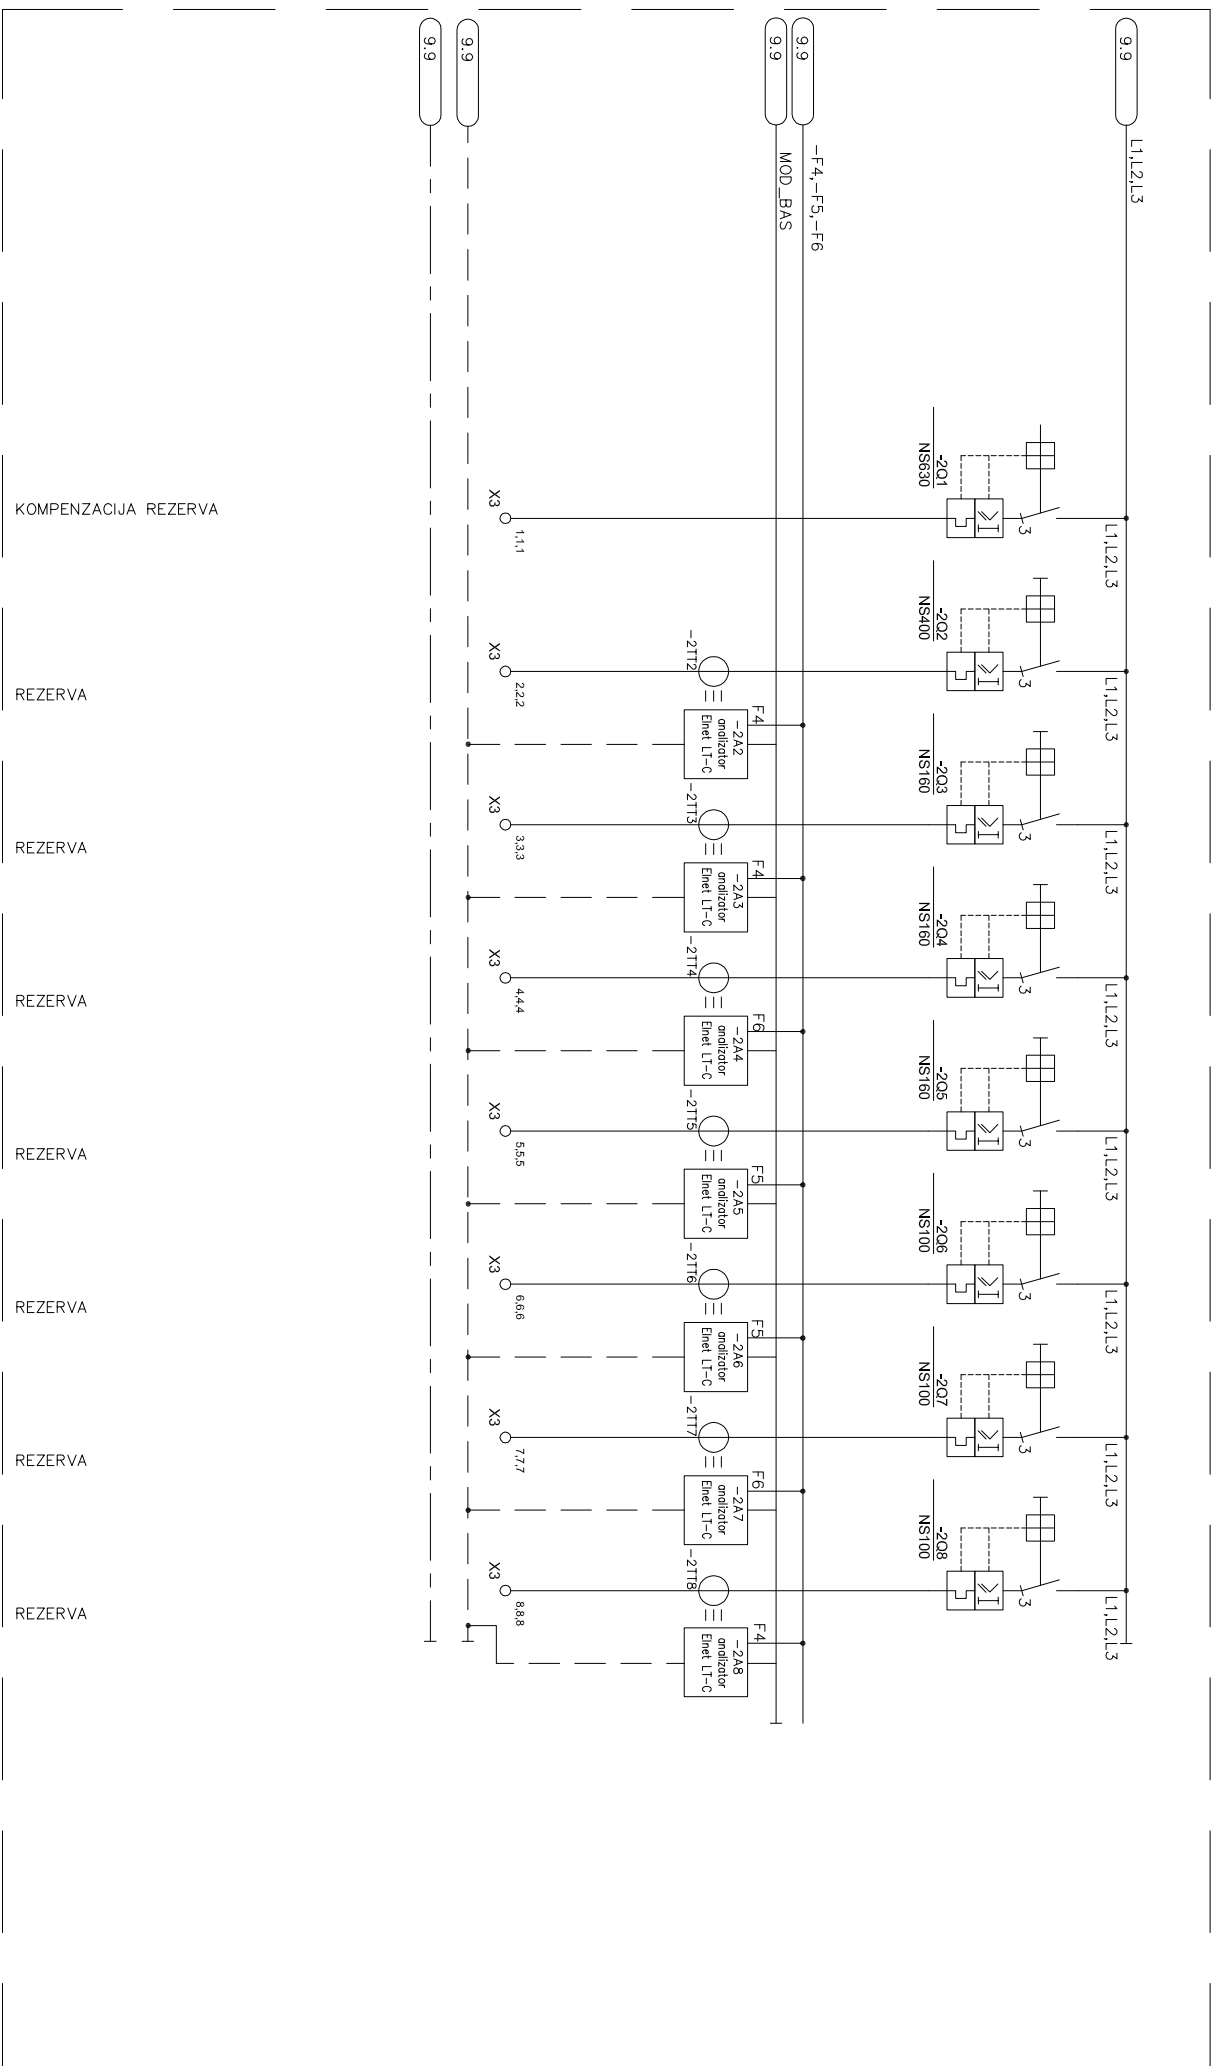 9.9
L1,L2,L3
9.9
-F4,-F5,-F6
9.9
MOD_BAS
9.9
9.9
-2Q1
NS630
3
L1,L2,L3
X3
1,1,1
KOMPENZACIJA REZERVA
-2Q2
NS400
3
L1,L2,L3
-2TT2
F4
-2A2
analizator
Elnet LT-C
X3
2,2,2
REZERVA
-2Q3
NS160
3
L1,L2,L3
-2TT3
F4
-2A3
analizator
Elnet LT-C
X3
3,3,3
REZERVA
-2Q4
NS160
3
L1,L2,L3
-2TT4
F6
-2A4
analizator
Elnet LT-C
X3
4,4,4
REZERVA
-2Q5
NS160
3
L1,L2,L3
-2TT5
F5
-2A5
analizator
Elnet LT-C
X3
5,5,5
REZERVA
-2Q6
NS100
3
L1,L2,L3
-2TT6
F5
-2A6
analizator
Elnet LT-C
X3
6,6,6
REZERVA
-2Q7
NS100
3
L1,L2,L3
-2TT7
F6
-2A7
analizator
Elnet LT-C
X3
7,7,7
REZERVA
-2Q8
NS100
3
L1,L2,L3
-2TT8
F4
-2A8
analizator
Elnet LT-C
X3
8,8,8
REZERVA